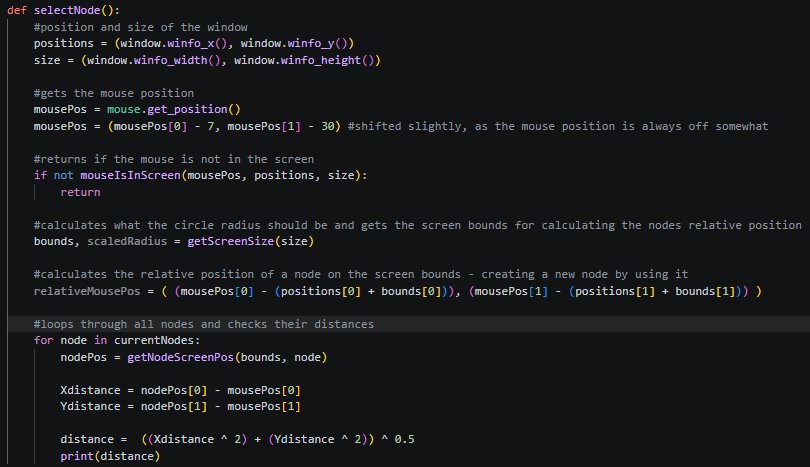 def selectNode():
#position and size of the window
positions = (window.winfo_x(), window.winfo_y())
size = (window.winfo_width(), window.winfo_height())
#gets the mouse position
mousePos = mouse.get_position()
mousePos = (mousePos[0] - 7, mousePos[1] - 30) #shifted slightly, as the mouse position is always off somewhat
#returns if the mouse is not in the screen
if not mouseIsInScreen(mousePos, positions, size):
return
#calculates what the circle radius should be and gets the screen bounds for calculating the nodes relative position
bounds, scaledRadius = getScreenSize(size)
#calculates the relative position of a node on the screen bounds - creating a new node by using it
relativeMousePos = ( (mousePos[0] - (positions[0] + bounds[0])), (mousePos[1] - (positions[1] + bounds[1])) )
#loops through all nodes and checks their distances
for node in currentNodes:
nodePos = getNodeScreenPos(bounds, node)
Xdistance = nodePos[0] - mousePos[0]
Ydistance = nodePos[1] - mousePos[1]
distance =  ((Xdistance ^ 2) + (Ydistance ^ 2)) ^ 0.5
print(distance)